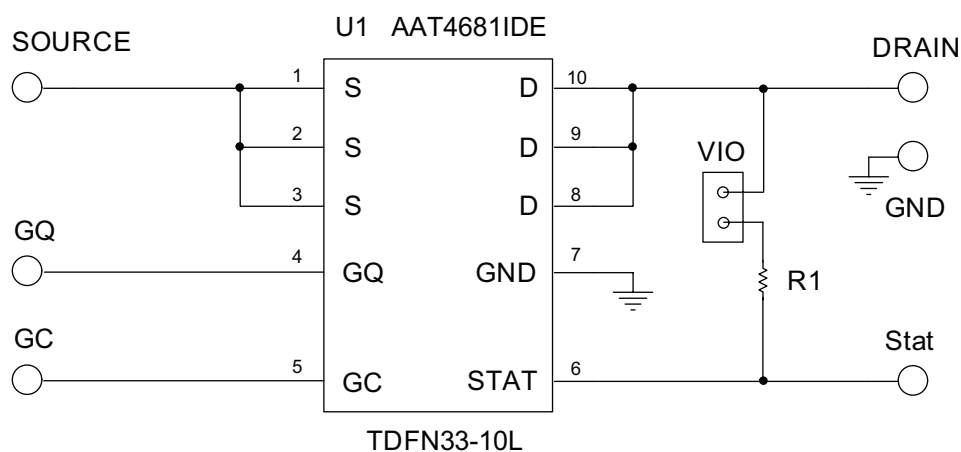 U1 AAT4681IDE
SOURCE
DRAIN
1
S
D
10
2
S
D
9
VIO
3
S
D
8
GND
GQ
4
GQ
GND
7
R1
GC
5
GC
STAT
6
Stat
TDFN33-10L